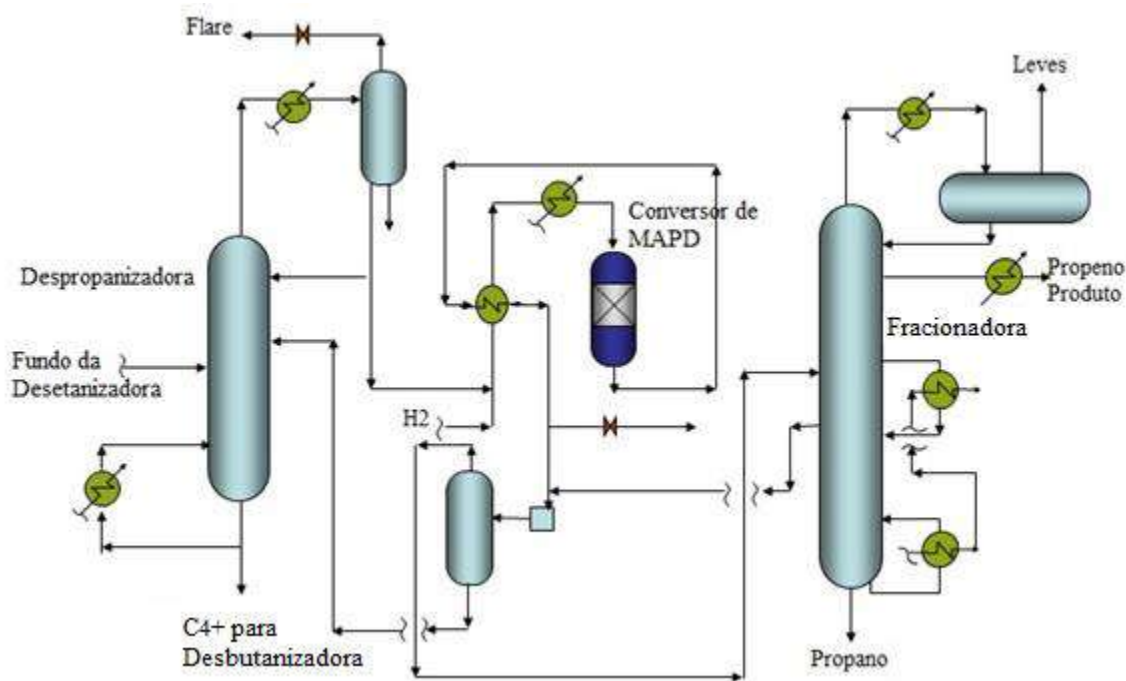 Flare
Leves
Conversor de
MAPD
Despropanizadora
Propeno
Produto
Fracionadora
Fundo da
Desetanizadora
H2
C4+ para
Desbutanizadora
Propano